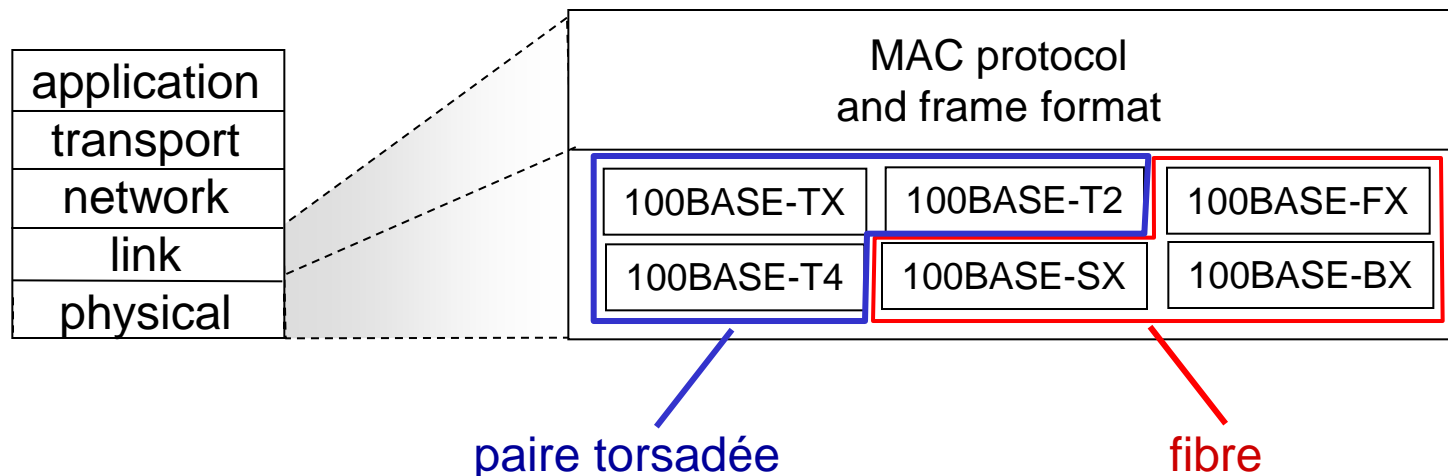 application
transport
network
link
physical
MAC protocol
and frame format
100BASE-TX
100BASE-T2
100BASE-FX
100BASE-T4
100BASE-SX
100BASE-BX
paire torsadée
fibre